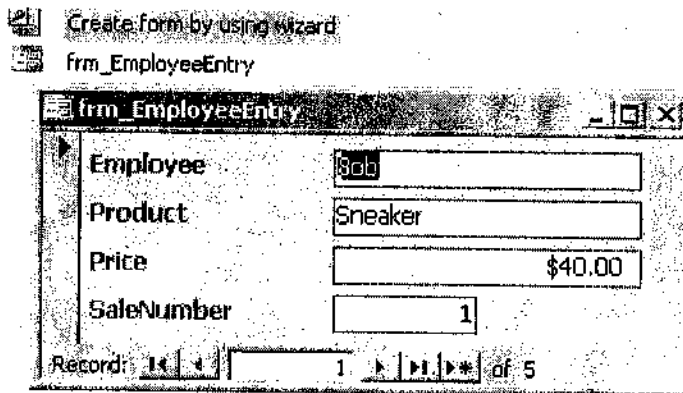 Create form by using wizard
frm_EmployeeEntry
frm_EmployeeEntry
Employee Bob
Product Sneaker
Price $40.00
SaleNumber 1
Record: 1 of 5